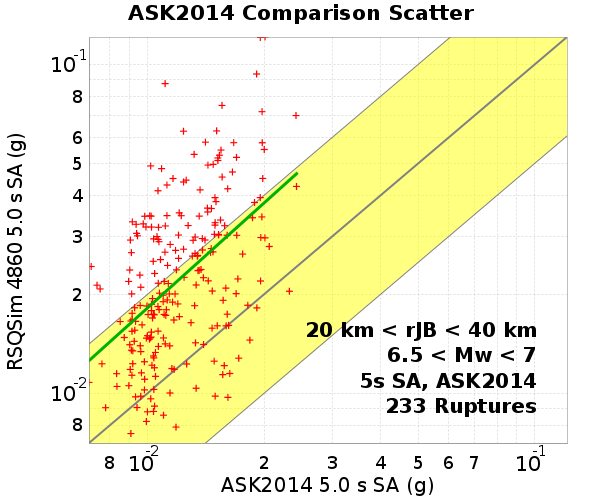 ASK2014 Comparison Scatter
RSQSim 4860 5.0 s SA (g)
10-1
8
6
5
4
3
2
10-2
8
20 km < rJB < 40 km
6.5 < Mw < 7
5s SA, ASK2014
233 Ruptures
8 10-2 2 3 4 5 6 7 10-1
ASK2014 5.0 s SA (g)